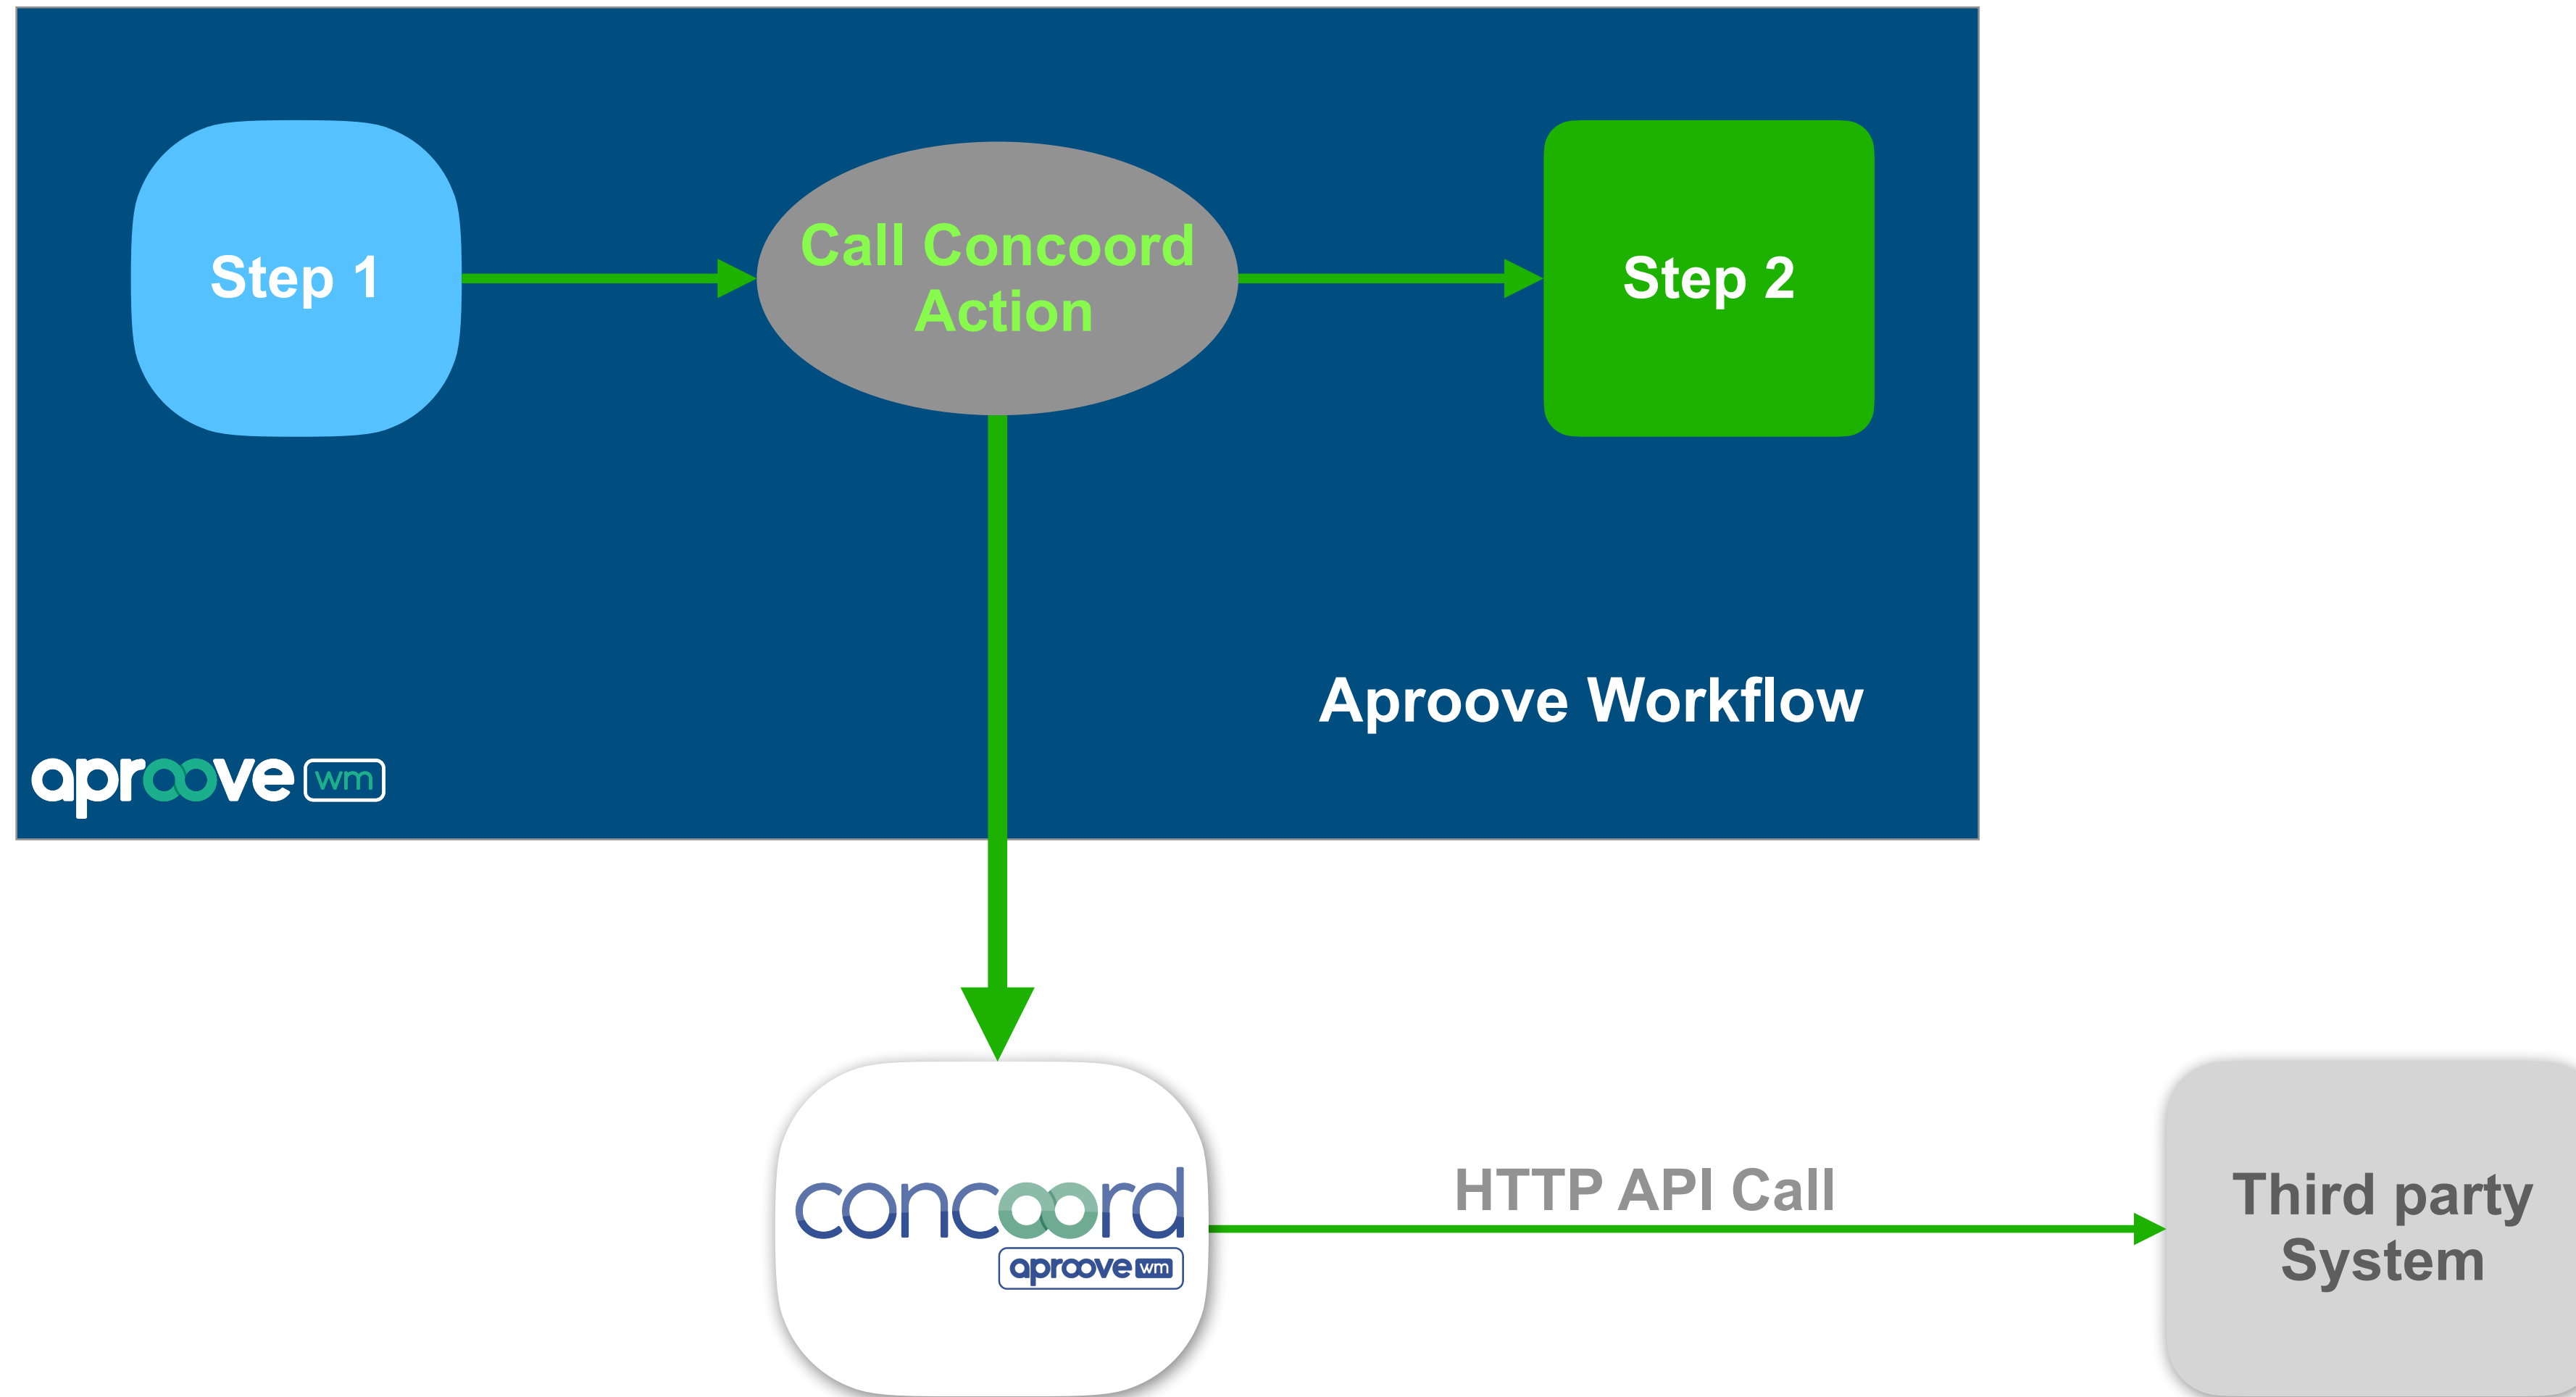 Step 1
Call Concoord
Action
Step 2
Aproove Workflow
aproove wm
concoord
aproove wm
HTTP API Call
Third party
System